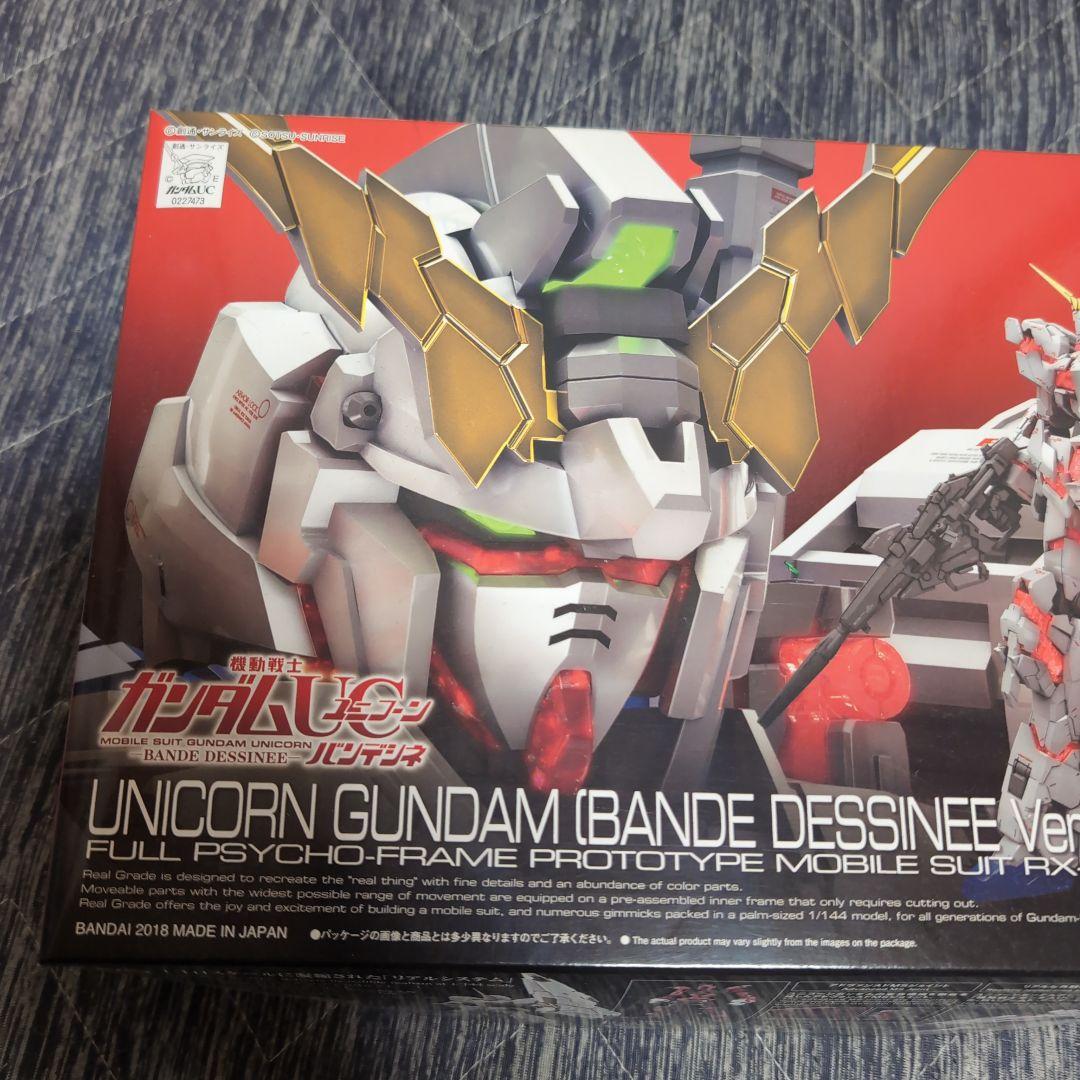 ©創通・サンライズ ©SOTSU・SUNRISE
創通・サンライズ
C E
ガンダムUC
0227473
機動戦士
ガンダムUC
ユニコーン
MOBILE SUIT GUNDAM UNICORN
BANDE DESSINEE
バンデシネ
UNICORN GUNDAM (BANDE DESSINEE Ver
FULL PSYCHO-FRAME PROTOTYPE MOBILE SUIT RX-
Real Grade is designed to recreate the "real thing" with fine details and an abundance of color parts.
Moveable parts with the widest possible range of movement are equipped on a pre-assembled inner frame that only requires cutting out.
Real Grade offers the joy and excitement of building a mobile suit, and numerous gimmicks packed in a palm-sized 1/144 model, for all generations of Gundam-
BANDAI 2018 MADE IN JAPAN
●パッケージの画像と商品とは多少異なりますのでご了承ください。 ●The actual product may vary slightly from the images on the package.